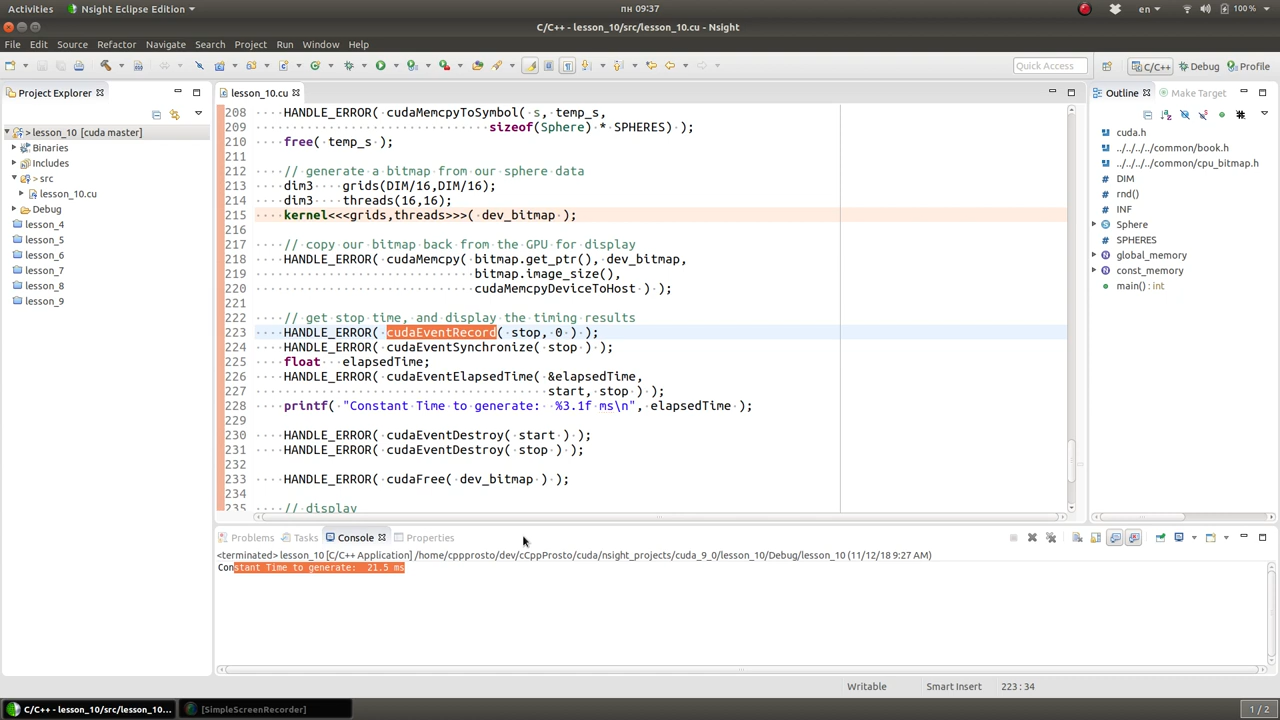 Activities Nsight Eclipse Edition пн 09:37 en 100 %
C/C++ - lesson_10/src/lesson_10.cu - Nsight
File Edit Source Refactor Navigate Search Project Run Window Help
Quick Access C/C++ Debug Profile
Project Explorer
> lesson_10 [cuda master]
Binaries
Includes
> src
lesson_10.cu
Debug
lesson_4
lesson_5
lesson_6
lesson_7
lesson_8
lesson_9
lesson_10.cu
208 HANDLE_ERROR( cudaMemcpyToSymbol( s, temp_s,
209 sizeof(Sphere) * SPHERES) );
210 free( temp_s );
211
212 // generate a bitmap from our sphere data
213 dim3 grids(DIM/16,DIM/16);
214 dim3 threads(16,16);
215 kernel<<<grids,threads>>>( dev_bitmap );
216
217 // copy our bitmap back from the GPU for display
218 HANDLE_ERROR( cudaMemcpy( bitmap.get_ptr(), dev_bitmap,
219 bitmap.image_size(),
220 cudaMemcpyDeviceToHost ) );
221
222 // get stop time, and display the timing results
223 HANDLE_ERROR( cudaEventRecord( stop, 0 ) );
224 HANDLE_ERROR( cudaEventSynchronize( stop ) );
225 float elapsedTime;
226 HANDLE_ERROR( cudaEventElapsedTime( &elapsedTime,
227 start, stop ) );
228 printf( "Constant Time to generate:  %3.1f ms\n", elapsedTime );
229
230 HANDLE_ERROR( cudaEventDestroy( start ) );
231 HANDLE_ERROR( cudaEventDestroy( stop ) );
232
233 HANDLE_ERROR( cudaFree( dev_bitmap ) );
234
235 // display
Outline Make Target
cuda.h
../../../../common/book.h
../../../../common/cpu_bitmap.h
DIM
rnd()
INF
Sphere
SPHERES
global_memory
const_memory
main() : int
Problems Tasks Console Properties
<terminated> lesson_10 [C/C++ Application] /home/cppprosto/dev/cCppProsto/cuda/nsight_projects/cuda_9_0/lesson_10/Debug/lesson_10 (11/12/18 9:27 AM)
Constant Time to generate:  21.5 ms
Writable Smart Insert 223 : 34
C/C++ - lesson_10/src/lesson_10... [SimpleScreenRecorder] 1 / 2